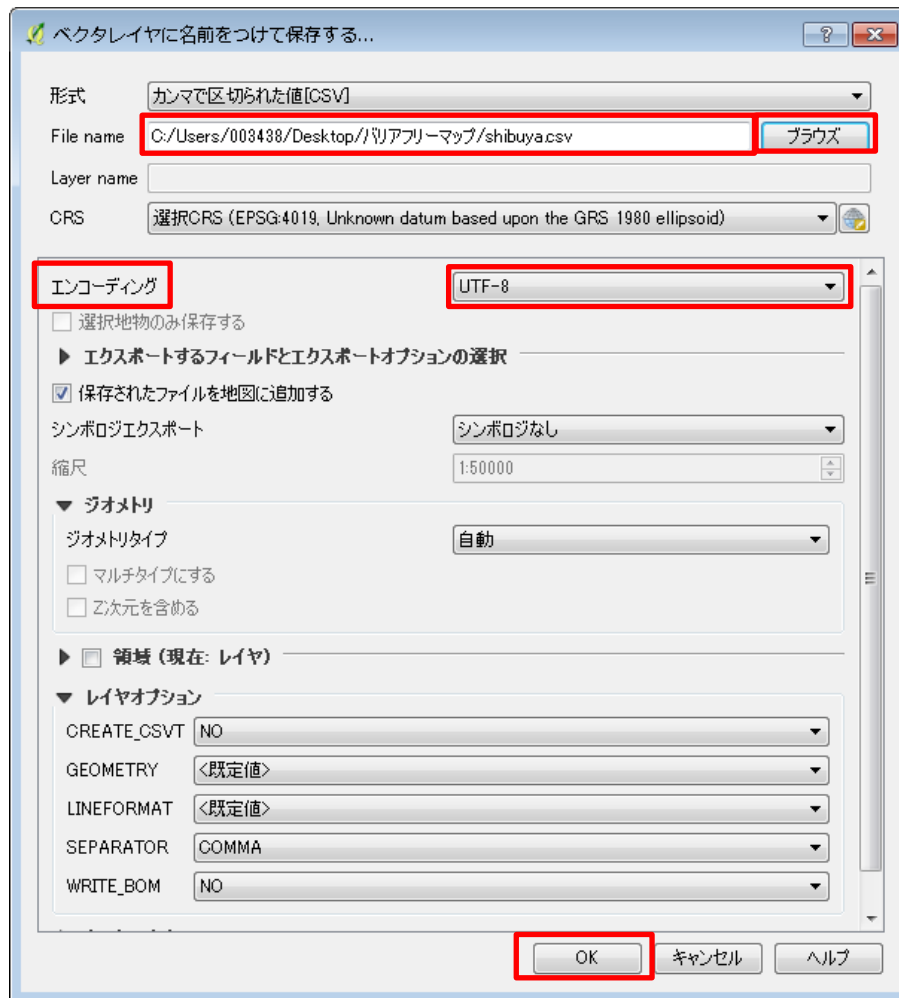 ベクタレイヤに名前をつけて保存する...
形式 カンマで区切られた値[CSV]
File name C:/Users/003438/Desktop//バリアフリーマップ/shibuya.csv ブラウズ
Layer name
CRS 選択CRS (EPSG:4019, Unknown datum based upon the GRS 1980 ellipsoid)
エンコーディング UTF-8
選択地物のみ保存する
エクスポートするフィールドとエクスポートオプションの選択
保存されたファイルを地図に追加する
シンボロジエクスポート シンボロジなし
縮尺 1:50000
ジオメトリ
ジオメトリタイプ 自動
マルチタイプにする
Z次元を含める
領域 (現在: レイヤ)
レイヤオプション
CREATE_CSVT NO
GEOMETRY <既定値>
LINEFORMAT <既定値>
SEPARATOR COMMA
WRITE_BOM NO
OK キャンセル ヘルプ